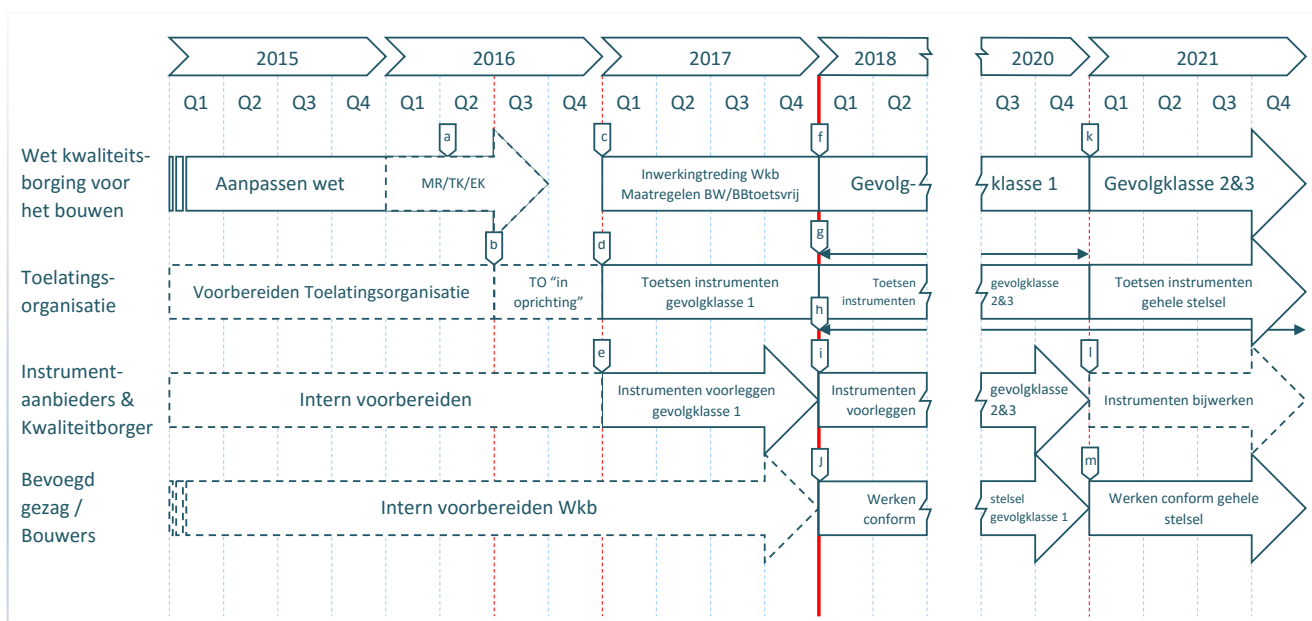 2015 2016 2017 2018 2020 2021
Q1 Q2 Q3 Q4 Q1 Q2 Q3 Q4 Q1 Q2 Q3 Q4 Q1 Q2 Q3 Q4 Q1 Q2 Q3 Q4
a c f k
Wet kwaliteits-
borging voor
het bouwen
Aanpassen wet
MR/TK/EK
Inwerkingtreding Wkb
Maatregelen BW/BBtoetsvrij
Gevolg-
klasse 1
Gevolgklasse 2&3
b d g
Toelatings-
organisatie
Voorbereiden Toelatingsorganisatie
TO "in
oprichting"
Toetsen instrumenten
gevolgklasse 1
Toetsen
instrumenten
gevolgklasse
2&3
Toetsen instrumenten
gehele stelsel
h
e i l
Instrument-
aanbieders &
Kwaliteitborger
Intern voorbereiden
Instrumenten voorleggen
gevolgklasse 1
Instrumenten
voorleggen
gevolgklasse
2&3
Instrumenten bijwerken
J m
Bevoegd
gezag /
Bouwers
Intern voorbereiden Wkb
Werken
conform
stelsel
gevolgklasse 1
Werken conform gehele
stelsel